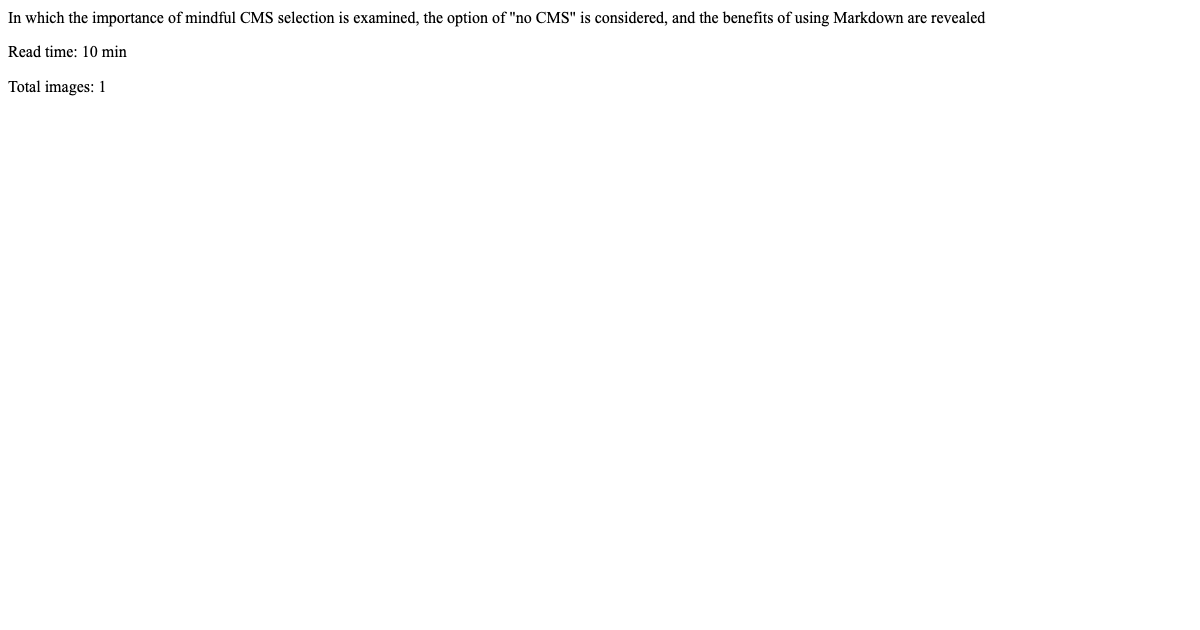 In which the importance of mindful CMS selection is examined, the option of "no CMS" is considered, and the benefits of using Markdown are revealed
Read time: 10 min
Total images: 1